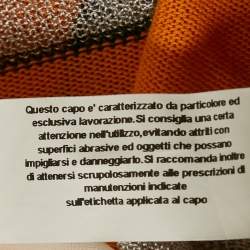 Questo capo e' caratterizzato da particolore ed
esclusiva lavorazione.Si consiglia una certa
attenzione nell'utilizzo,evitando attriti con
superfici abrasive ed oggetti che possano
impigliarsi e danneggiarlo.SI raccomanda inoltre
di attenersi scrupolosamente alle prescrizioni di
manutenzioni indicate
sull'etichetta applicata al capo